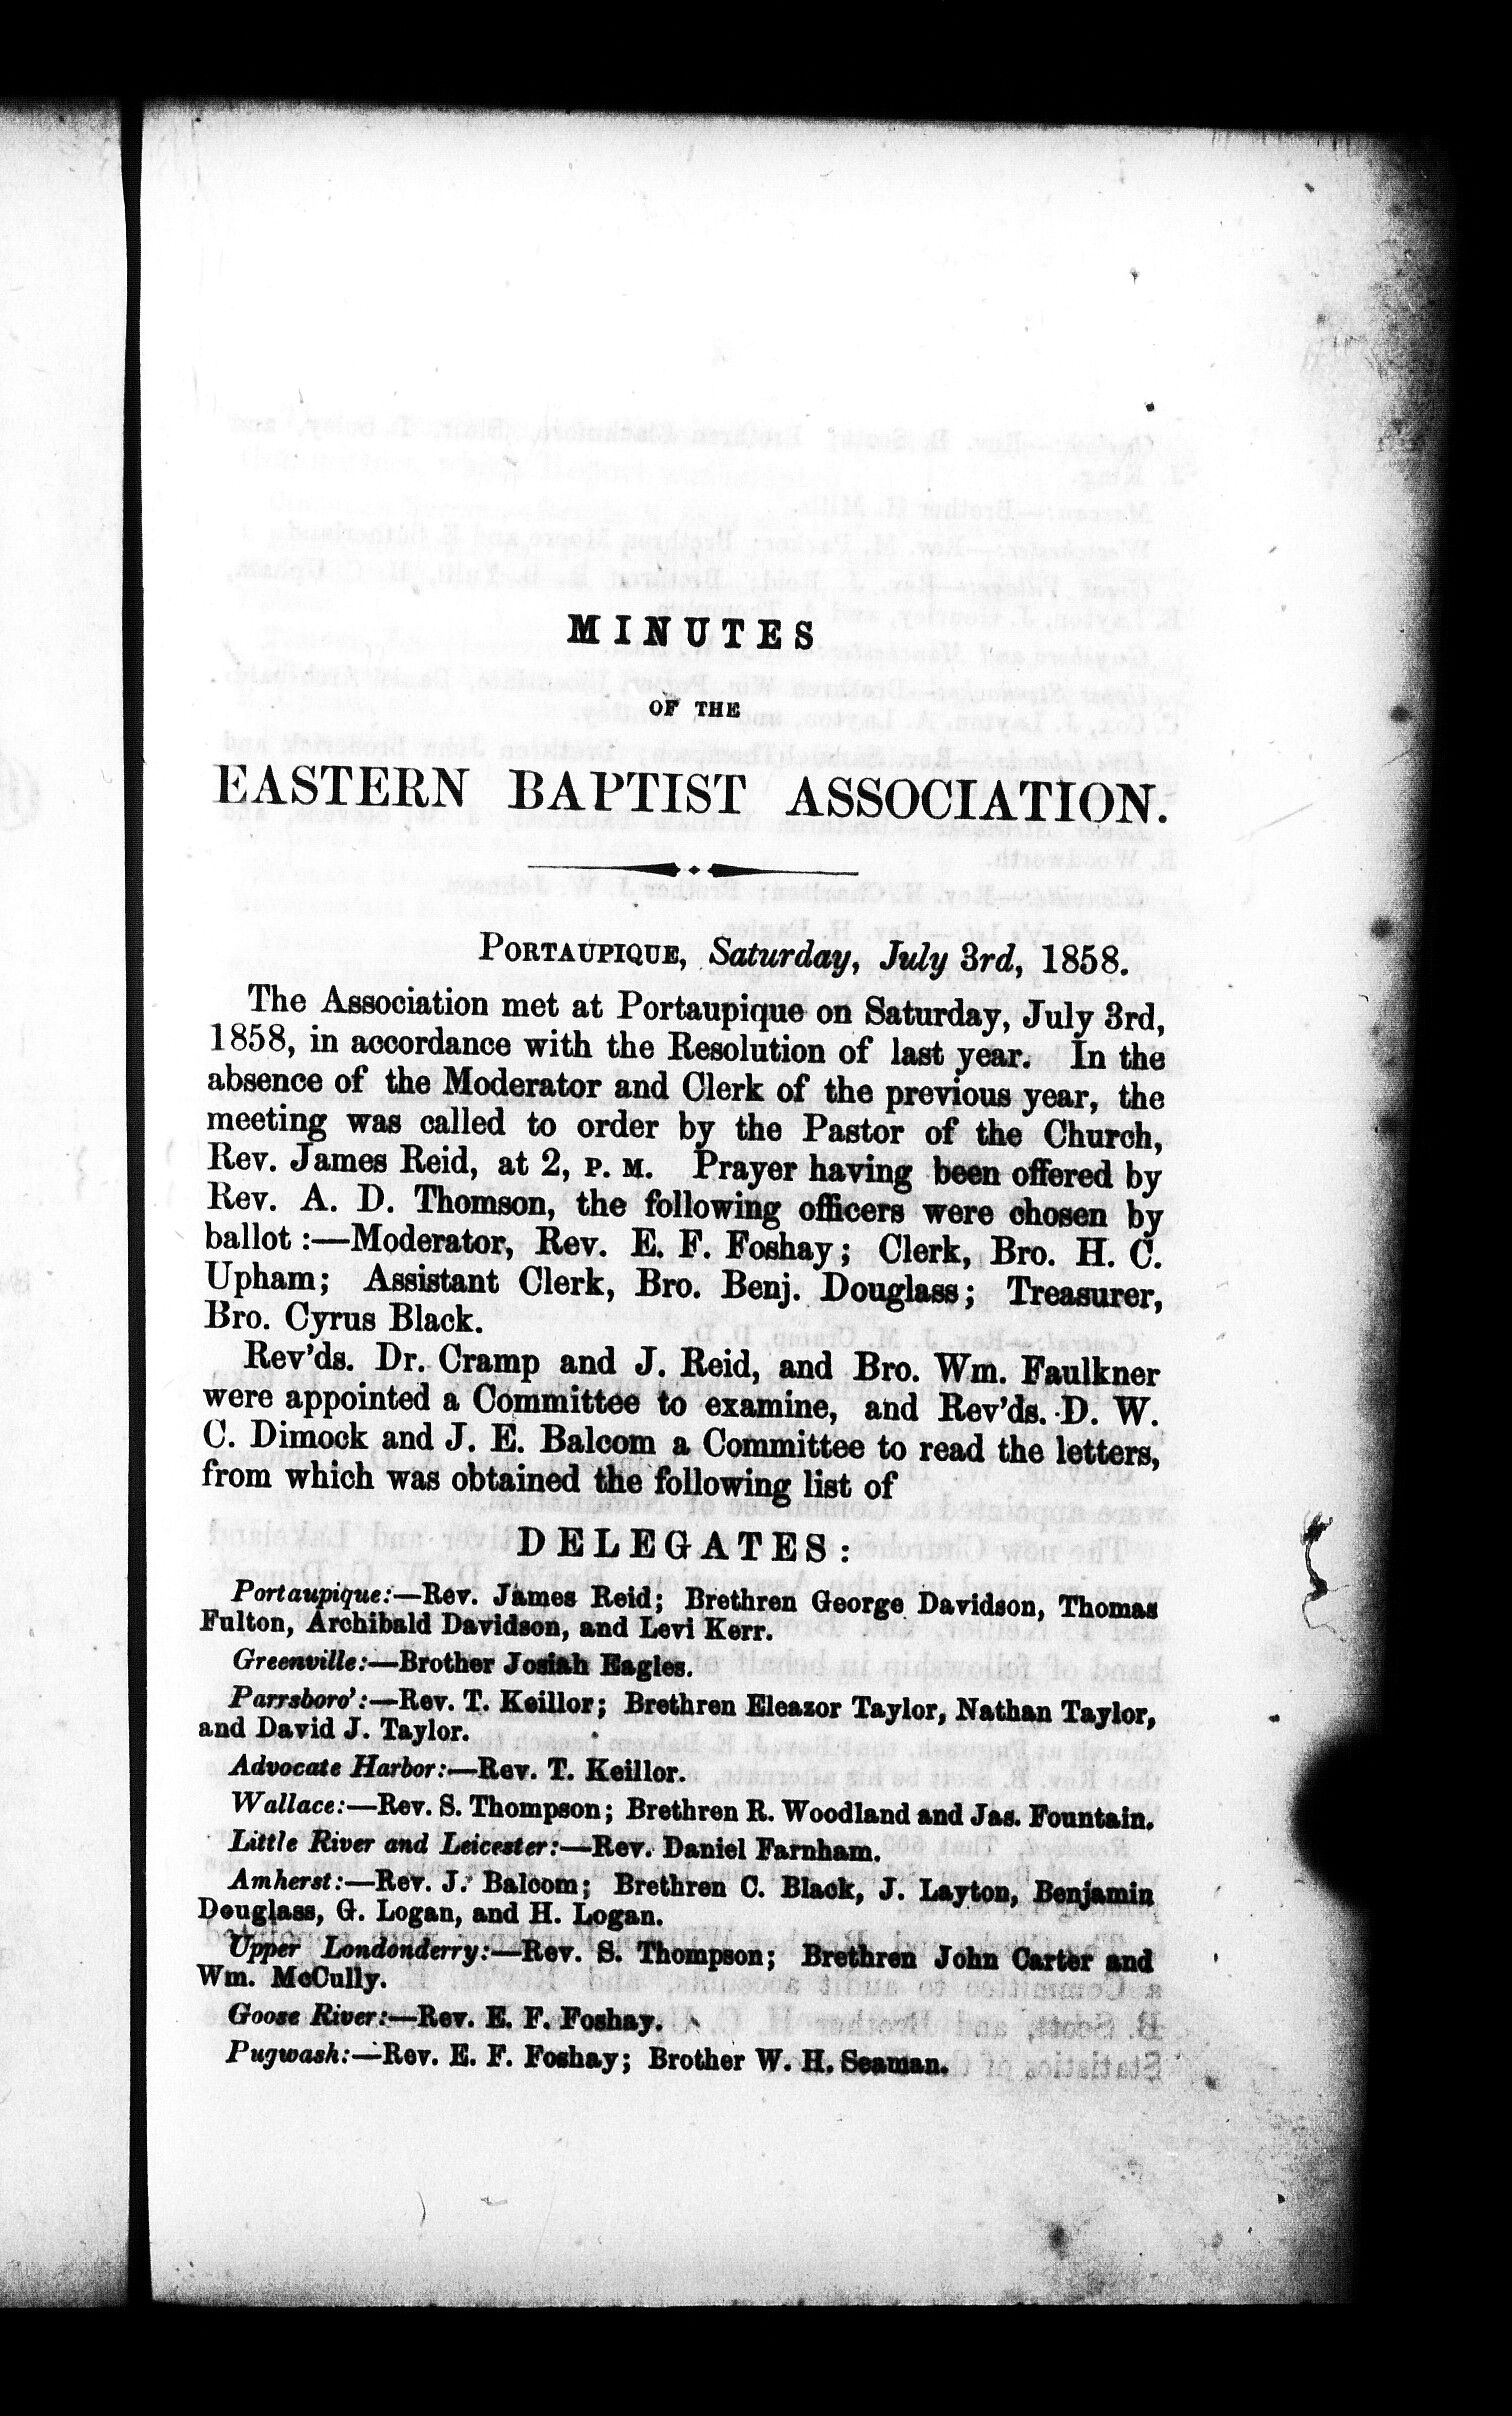 MINUTES
OF THE
EASTERN BAPTIST ASSOCIATION.
PORTAUPIQUE, Saturday, July 3rd, 1858.
The Association met at Portaupique on Saturday, July 3rd,
1858, in accordance with the Resolution of last year. In the
absence of the Moderator and Clerk of the previous year, the
meeting was called to order by the Pastor of the Church,
Rev. James Reid, at 2, P. M. Prayer having been offered by
Rev. A. D. Thomson, the following officers were chosen by
ballot :—Moderator, Rev. E. F. Foshay; Clerk, Bro. H. C.
Upham; Assistant Clerk, Bro. Benj. Douglass; Treasurer,
Bro. Cyrus Black.
Rev'ds. Dr. Cramp and J. Reid, and Bro. Wm. Faulkner
were appointed a Committee to examine, and Rev'ds. D. W.
C. Dimock and J. E. Balcom a Committee to read the letters,
from which was obtained the following list of
DELEGATES:
Portaupique:—Rev. James Reid; Brethren George Davidson, Thomas
Fulton, Archibald Davidson, and Levi Kerr.
Greenville:—Brother Josiah Eagles.
Parrsboro':—Rev. T. Keillor; Brethren Eleazor Taylor, Nathan Taylor,
and David J. Taylor.
Advocate Harbor:—Rev. T. Keillor.
Wallace:—Rev. S. Thompson; Brethren R. Woodland and Jas. Fountain.
Little River and Leicester:—Rev. Daniel Farnham.
Amherst:—Rev. J. Balcom; Brethren C. Black, J. Layton, Benjamin
Douglass, G. Logan, and H. Logan.
Upper Londonderry:—Rev. S. Thompson; Brethren John Carter and
Wm. McCully.
Goose River:—Rev. E. F. Foshay.
Pugwash:—Rev. E. F. Foshay; Brother W. H. Seaman.